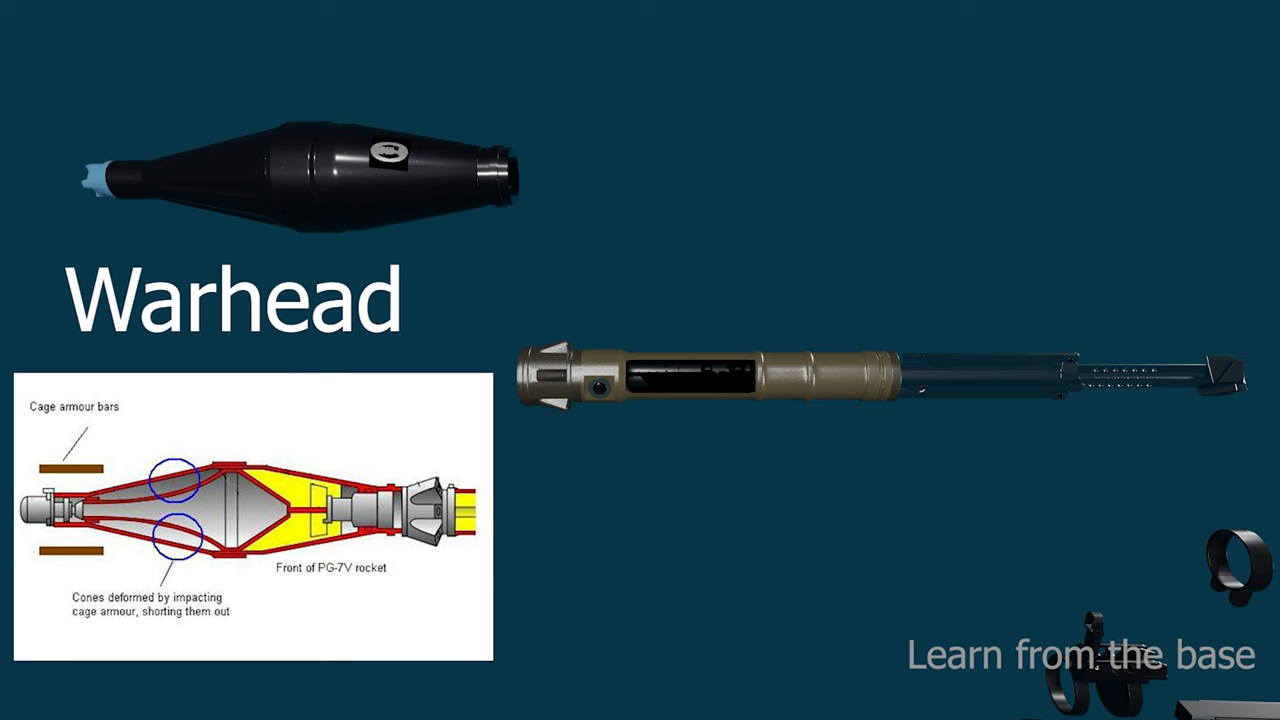 Warhead
Cage armour bars
Front of PG-7V rocket
Cones deformed by impacting
cage armour, shorting them out
Learn from the base